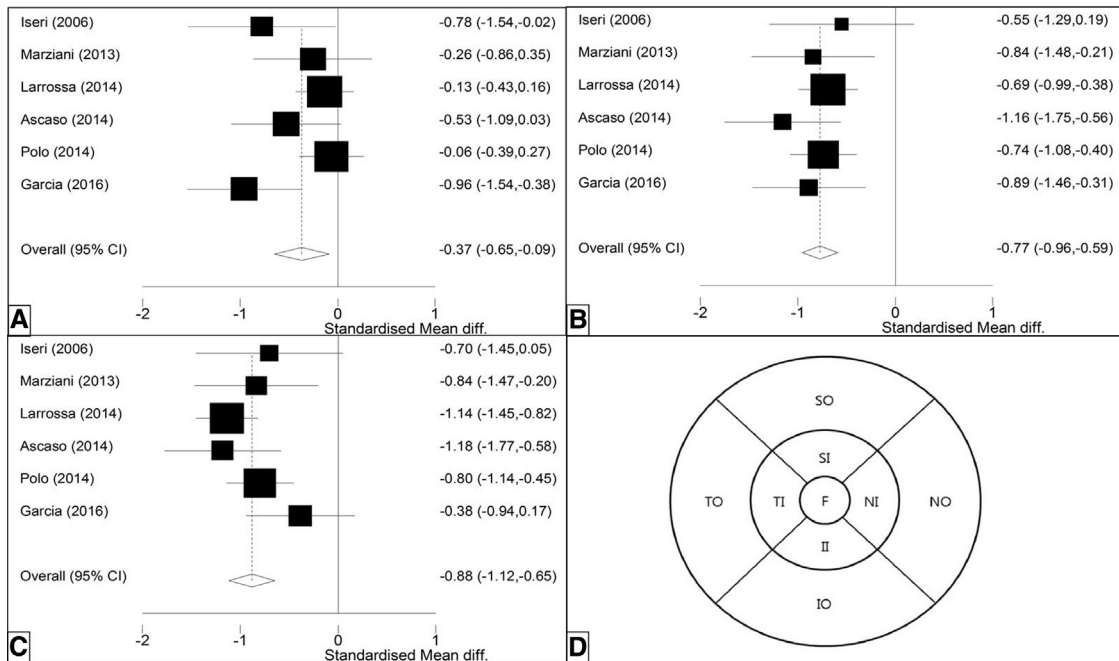 Iseri (2006) -0.78 (-1.54,-0.02)
Marziani (2013) -0.26 (-0.86,0.35)
Larrossa (2014) -0.13 (-0.43,0.16)
Ascaso (2014) -0.53 (-1.09,0.03)
Polo (2014) -0.06 (-0.39,0.27)
Garcia (2016) -0.96 (-1.54,-0.38)
Overall (95% CI) -0.37 (-0.65,-0.09)
-2 -1 0 1
Standardised Mean diff.
A
Iseri (2006) -0.55 (-1.29,0.19)
Marziani (2013) -0.84 (-1.48,-0.21)
Larrossa (2014) -0.69 (-0.99,-0.38)
Ascaso (2014) -1.16 (-1.75,-0.56)
Polo (2014) -0.74 (-1.08,-0.40)
Garcia (2016) -0.89 (-1.46,-0.31)
Overall (95% CI) -0.77 (-0.96,-0.59)
-2 -1 0 1
Standardised Mean diff.
B
Iseri (2006) -0.70 (-1.45,0.05)
Marziani (2013) -0.84 (-1.47,-0.20)
Larrossa (2014) -1.14 (-1.45,-0.82)
Ascaso (2014) -1.18 (-1.77,-0.58)
Polo (2014) -0.80 (-1.14,-0.45)
Garcia (2016) -0.38 (-0.94,0.17)
Overall (95% CI) -0.88 (-1.12,-0.65)
-2 -1 0 1
Standardised Mean diff.
C
SO
SI
TO TI F NI NO
II
IO
D